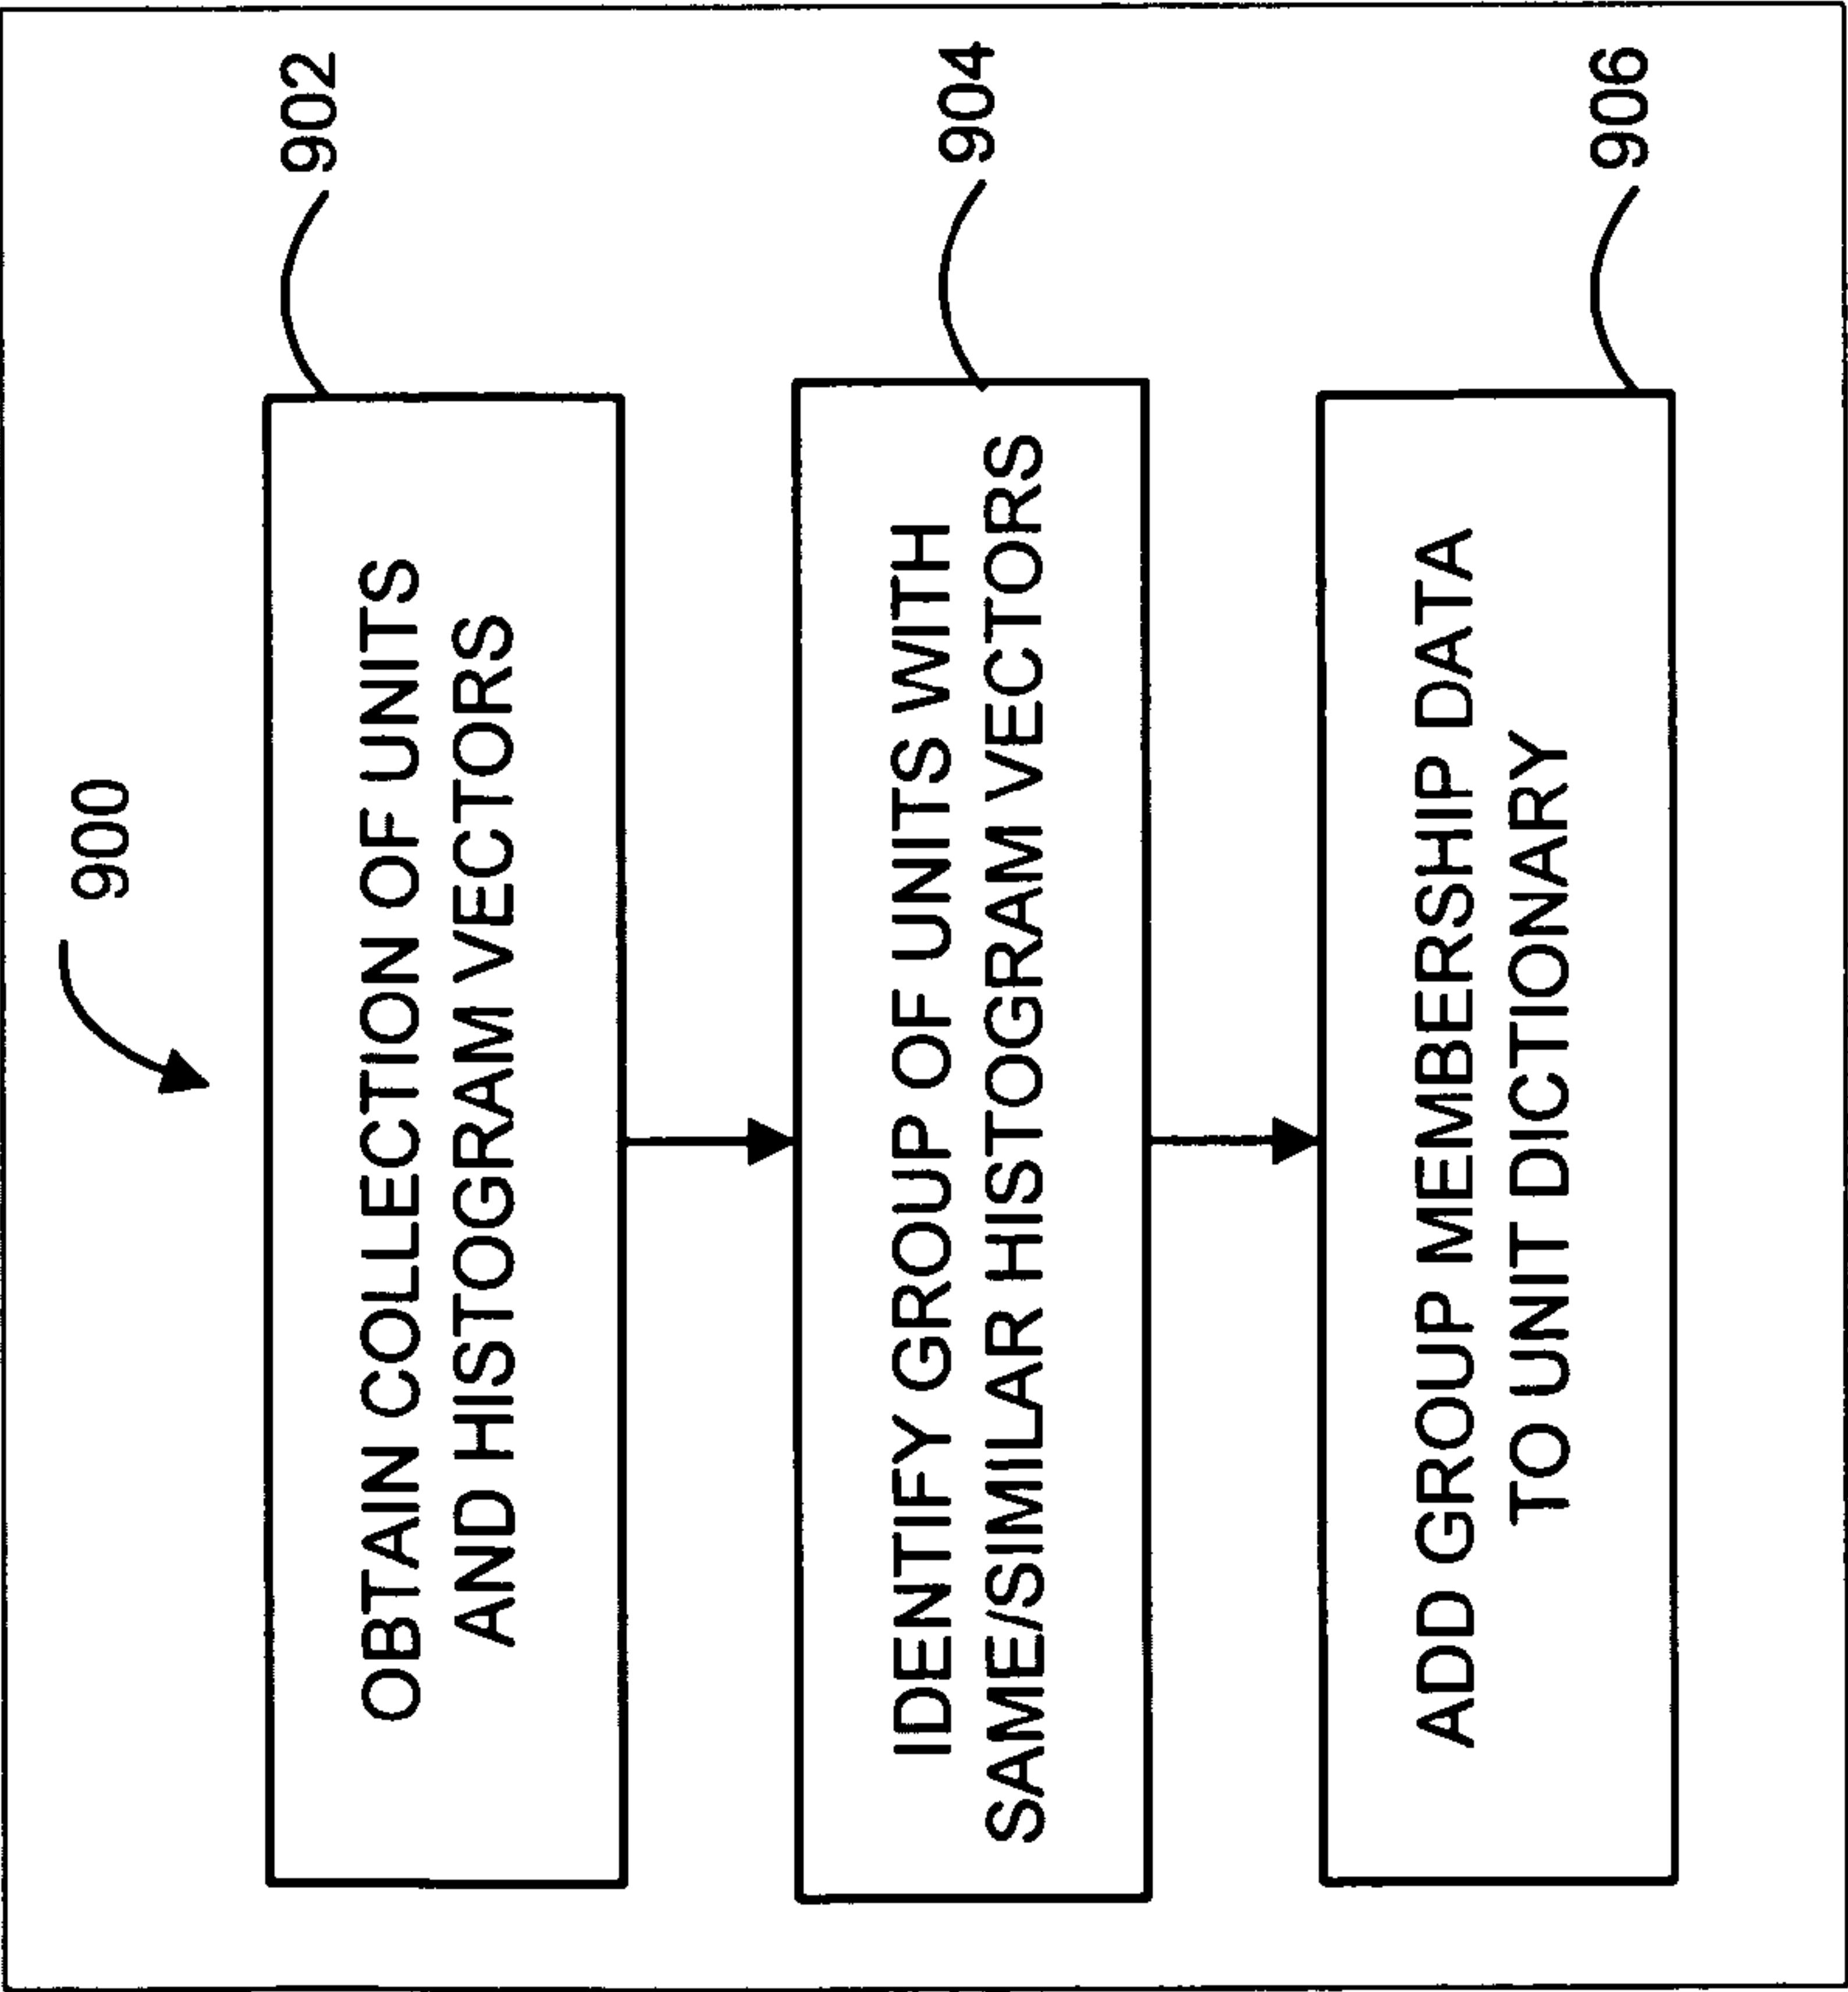 900
OBTAIN COLLECTION OF UNITS
AND HISTOGRAM VECTORS
902
IDENTIFY GROUP OF UNITS WITH
SAME/SIMILAR HISTOGRAM VECTORS
904
ADD GROUP MEMBERSHIP DATA
TO UNIT DICTIONARY
906